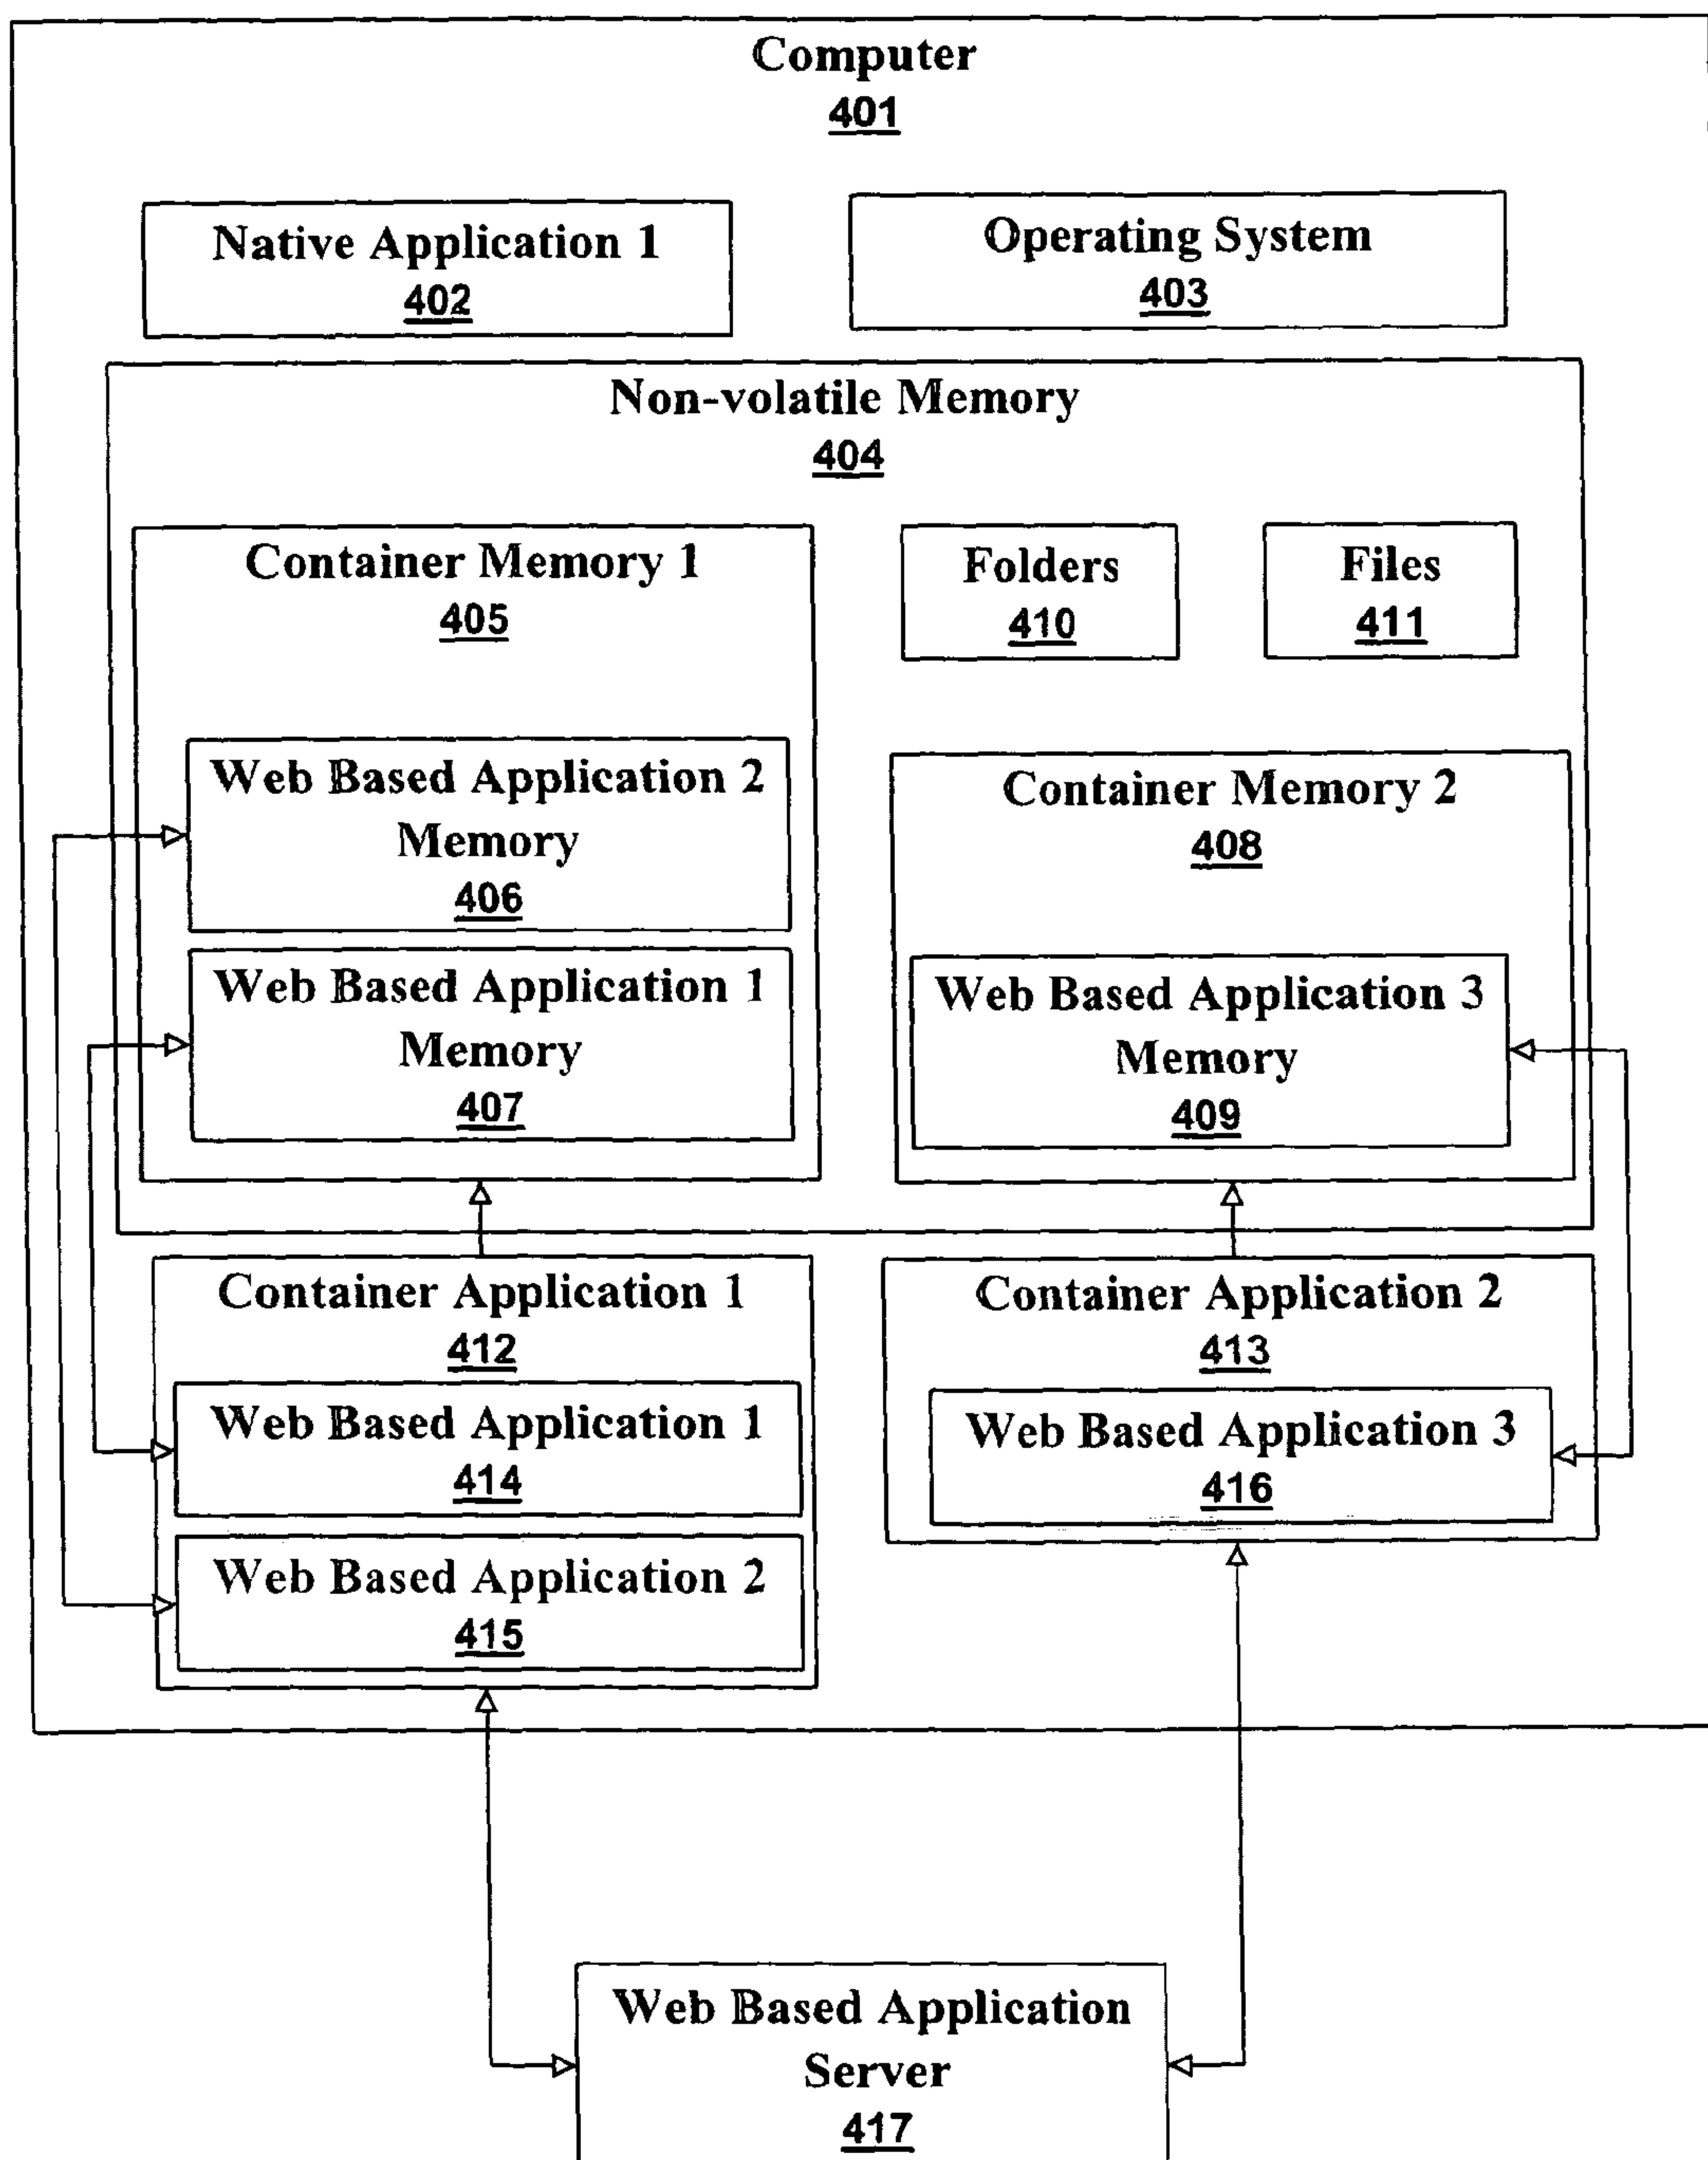 Computer
401
Native Application 1
402
Operating System
403
Non-volatile Memory
404
Container Memory 1
405
Folders
410
Files
411
Web Based Application 2
Memory
406
Web Based Application 1
Memory
407
Container Memory 2
408
Web Based Application 3
Memory
409
Container Application 1
412
Web Based Application 1
414
Web Based Application 2
415
Container Application 2
413
Web Based Application 3
416
Web Based Application
Server
417